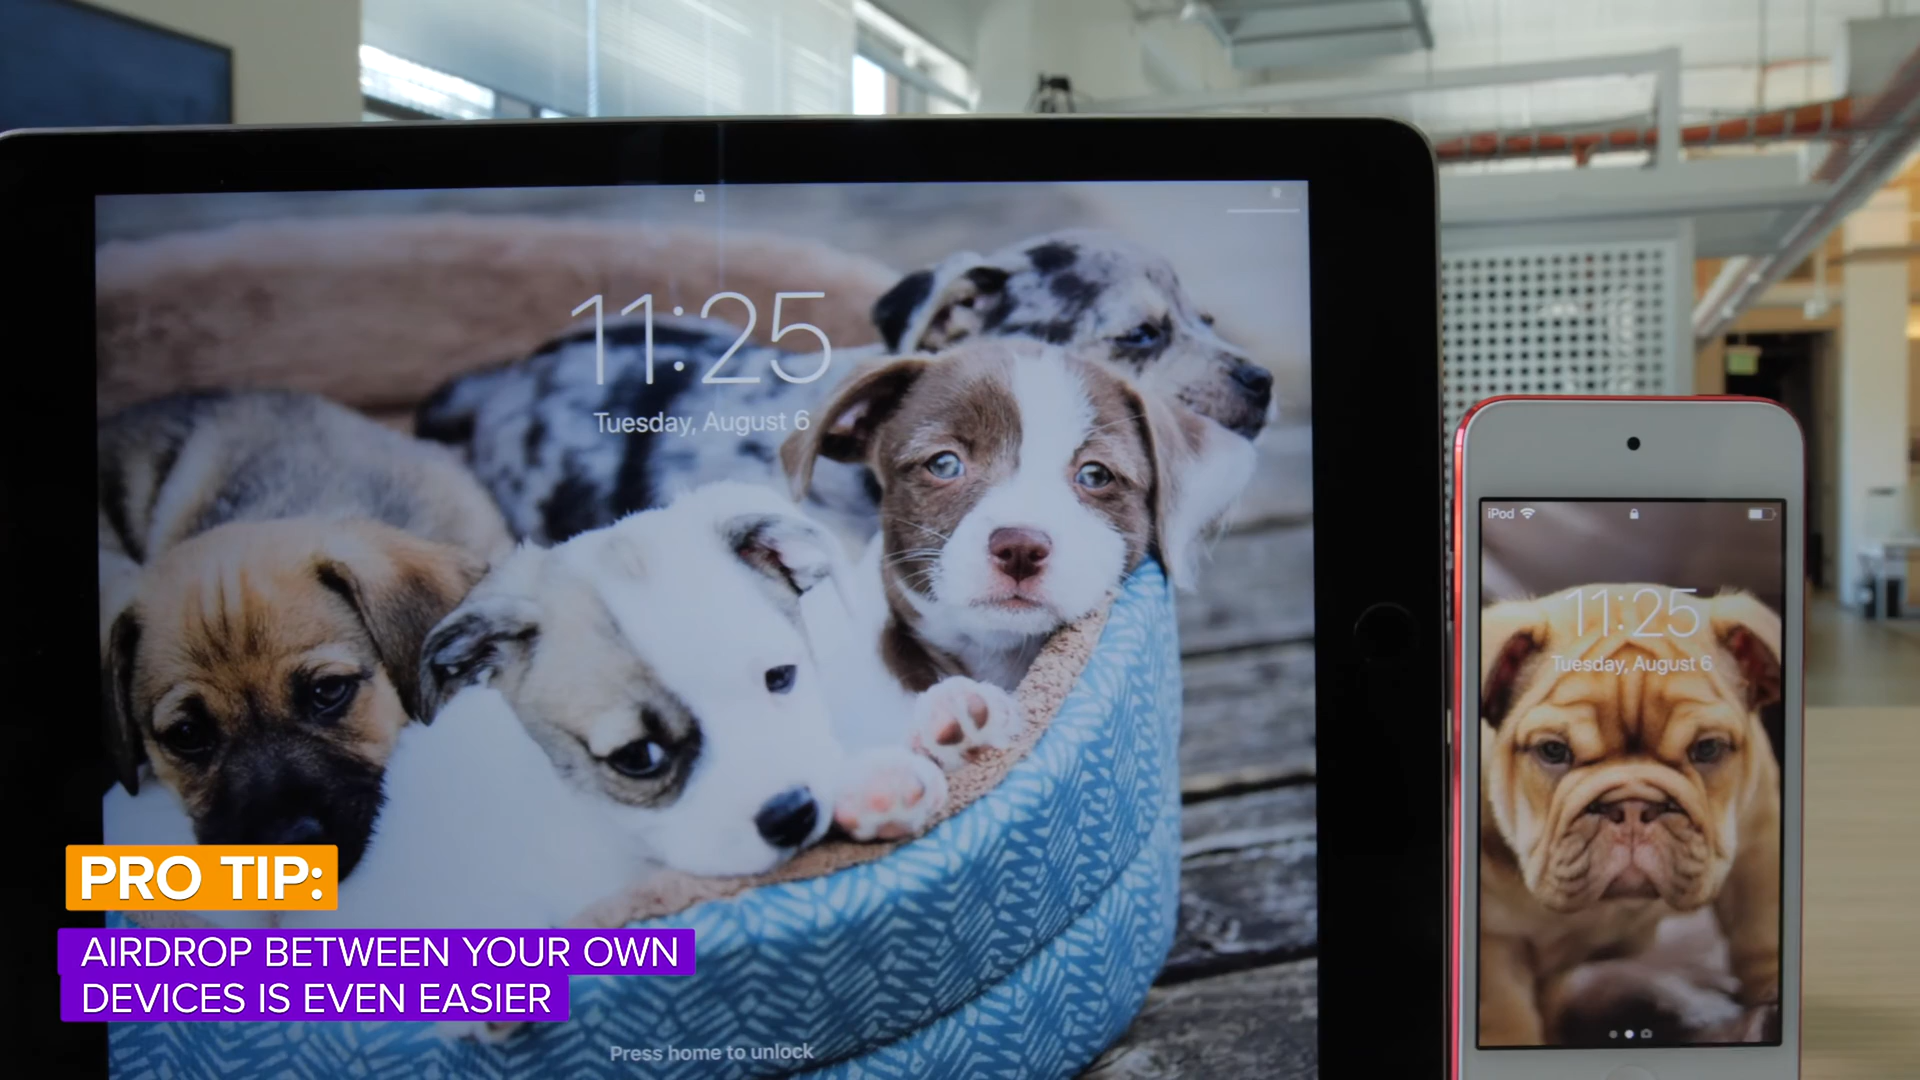 11:25
Tuesday, August 6
iPod
11:25
Tuesday, August 6
PRO TIP:
AIRDROP BETWEEN YOUR OWN
DEVICES IS EVEN EASIER
Press home to unlock